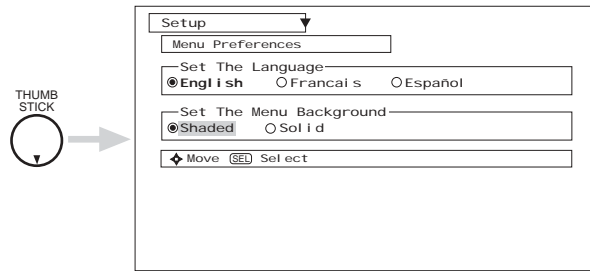 Setup
Menu Preferences
Set The Language
English Francais Español
THUMB
STICK
Set The Menu Background
Shaded Solid
Move SEL Select